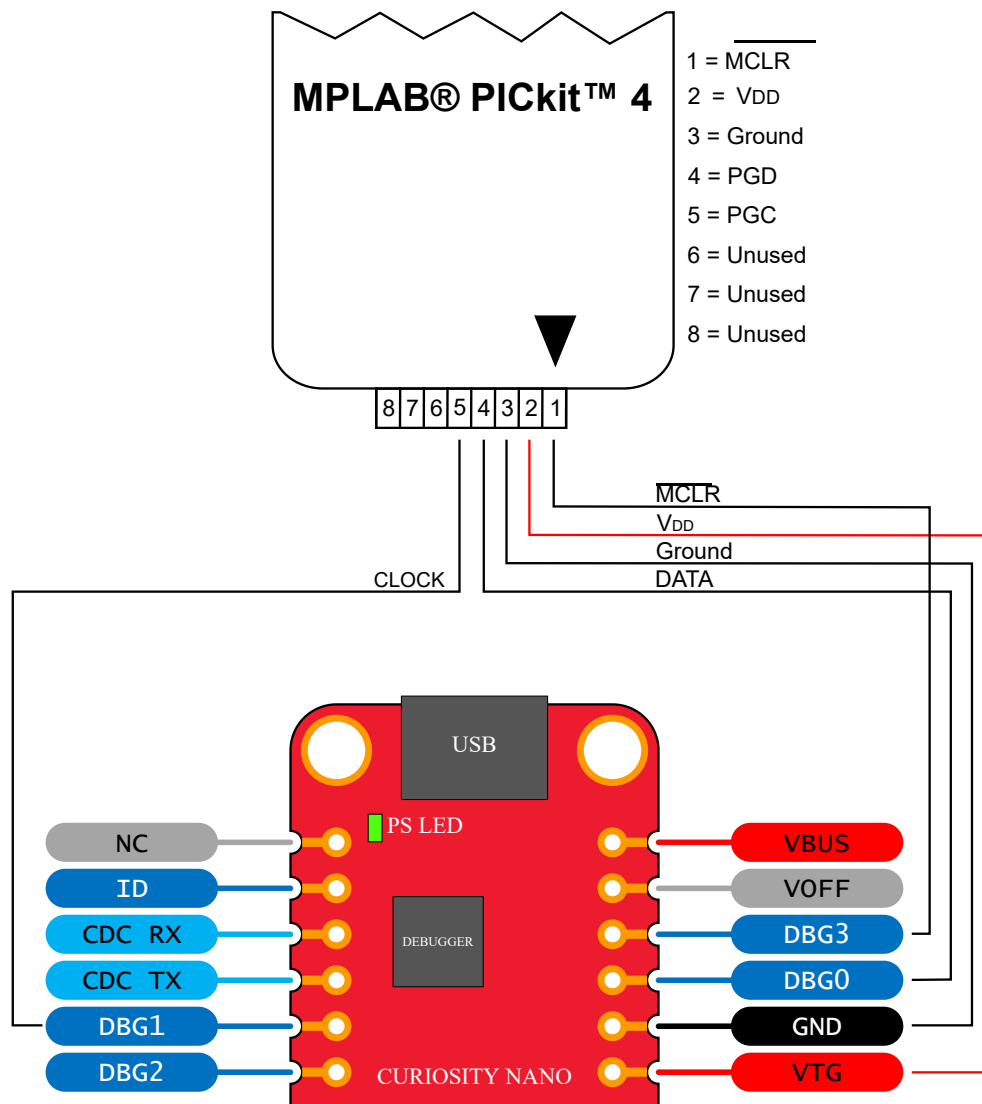 MPLAB® PICkit™ 4
1 = MCLR
2 = VDD
3 = Ground
4 = PGD
5 = PGC
6 = Unused
7 = Unused
8 = Unused
8 7 6 5 4 3 2 1
MCLR
VDD
Ground
CLOCK
DATA
USB
PS LED
NC
VBUS
ID
VOFF
CDC RX
DEBUGGER
DBG3
CDC TX
DBG0
DBG1
GND
DBG2
CURIOSITY NANO
VTG